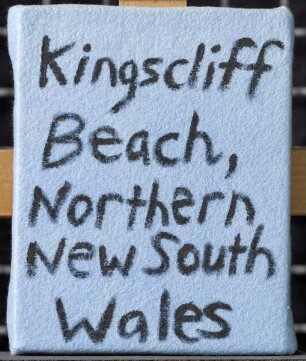 Kingscliff
Beach,
Northern
New South
Wales